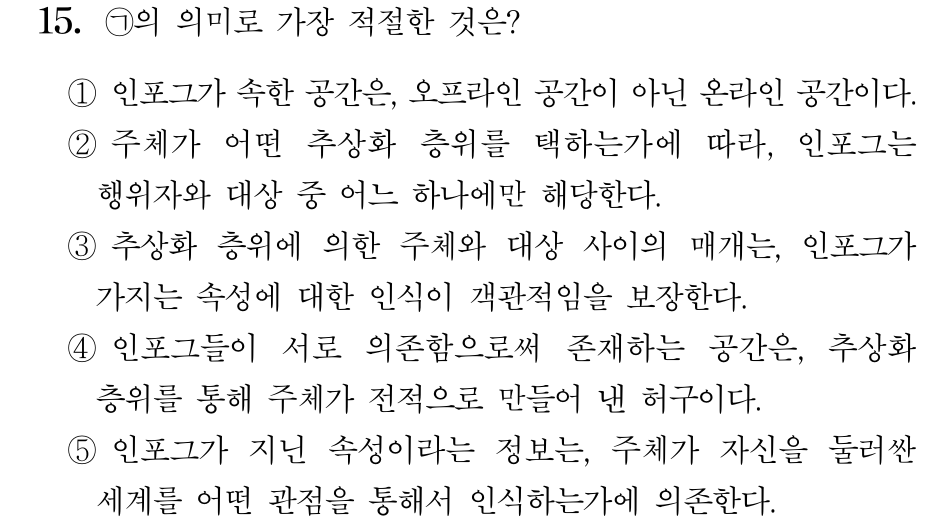 15. ㉠의 의미로 가장 적절한 것은?
① 인포그가 속한 공간은, 오프라인 공간이 아닌 온라인 공간이다.
② 주체가 어떤 추상화 층위를 택하는가에 따라, 인포그는
행위자와 대상 중 어느 하나에만 해당한다.
③ 추상화 층위에 의한 주체와 대상 사이의 매개는, 인포그가
가지는 속성에 대한 인식이 객관적임을 보장한다.
④ 인포그들이 서로 의존함으로써 존재하는 공간은, 추상화
층위를 통해 주체가 전적으로 만들어 낸 허구이다.
⑤ 인포그가 지닌 속성이라는 정보는, 주체가 자신을 둘러싼
세계를 어떤 관점을 통해서 인식하는가에 의존한다.